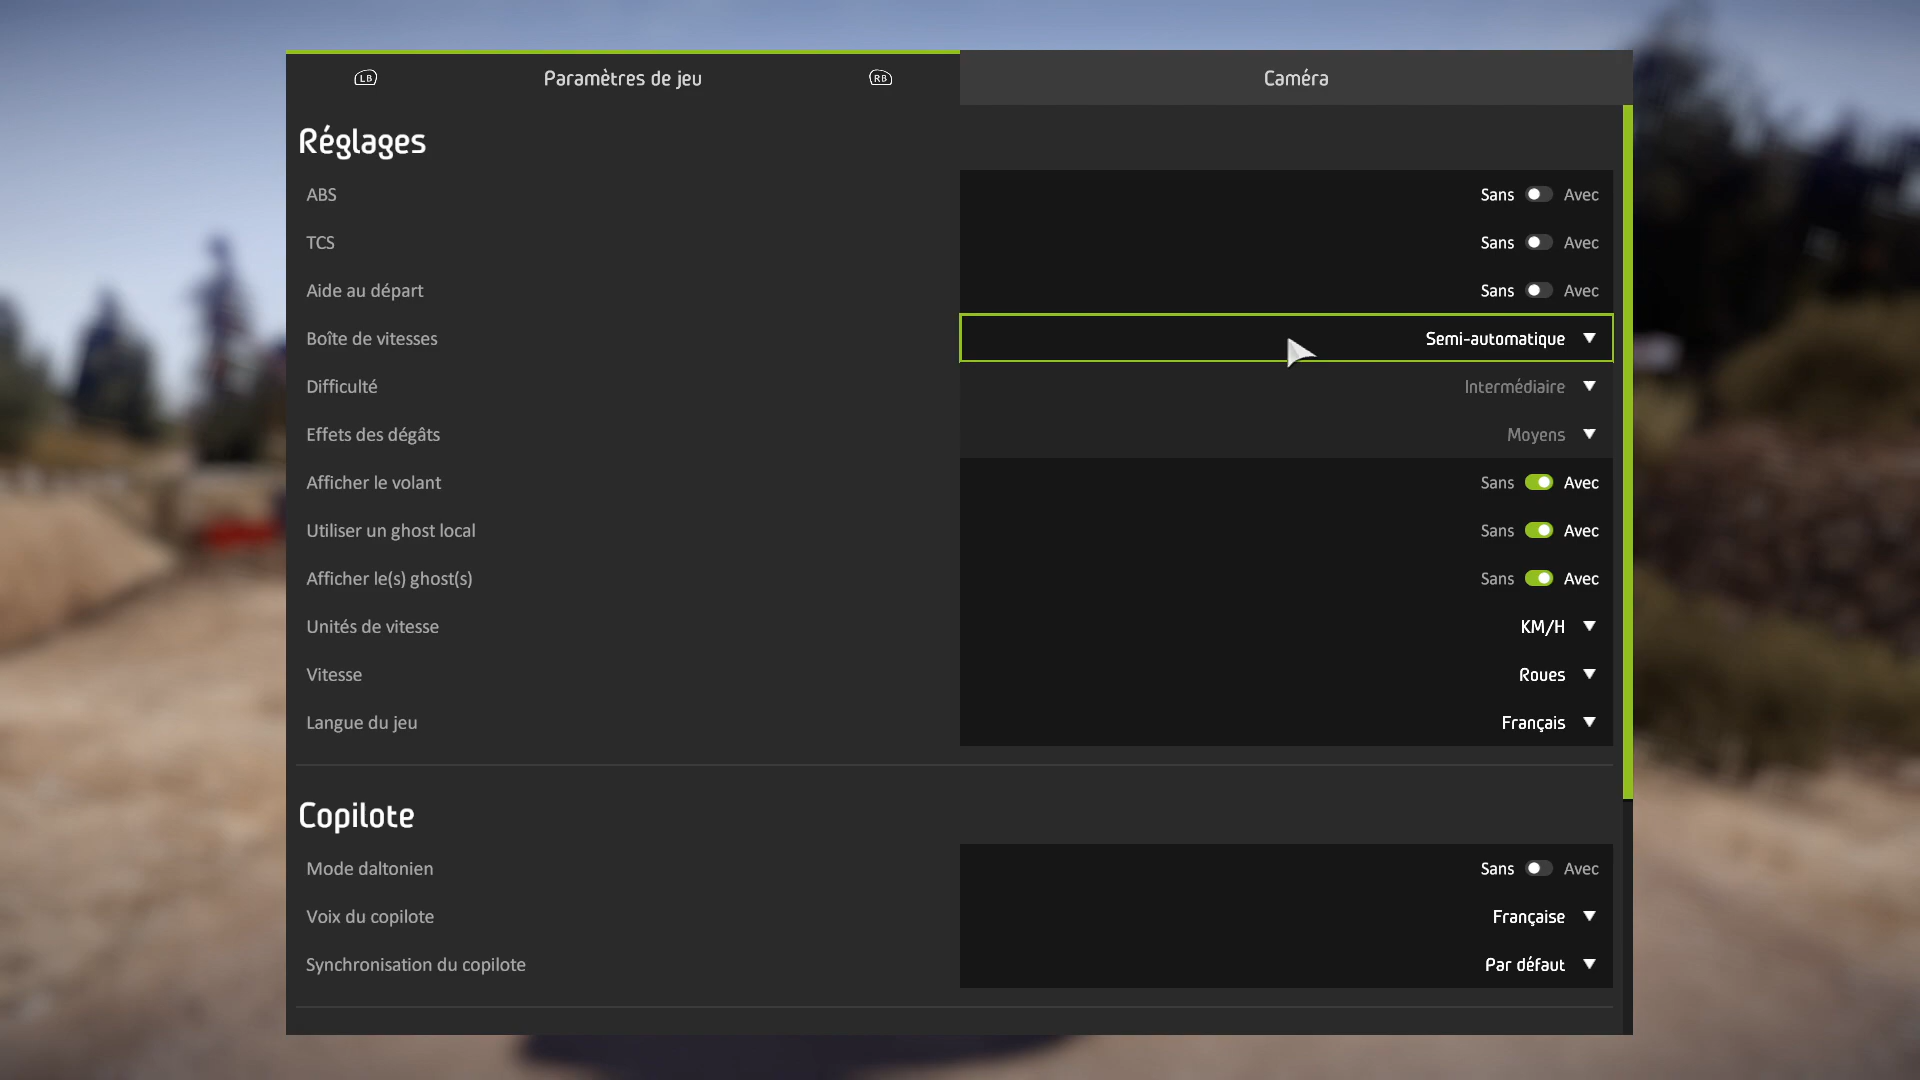 LB Paramètres de jeu RB Caméra
Réglages
ABS Sans Avec
TCS Sans Avec
Aide au départ Sans Avec
Boîte de vitesses Semi-automatique
Difficulté Intermédiaire
Effets des dégâts Moyens
Afficher le volant Sans Avec
Utiliser un ghost local Sans Avec
Afficher le(s) ghost(s) Sans Avec
Unités de vitesse KM/H
Vitesse Roues
Langue du jeu Français
Copilote
Mode daltonien Sans Avec
Voix du copilote Française
Synchronisation du copilote Par défaut